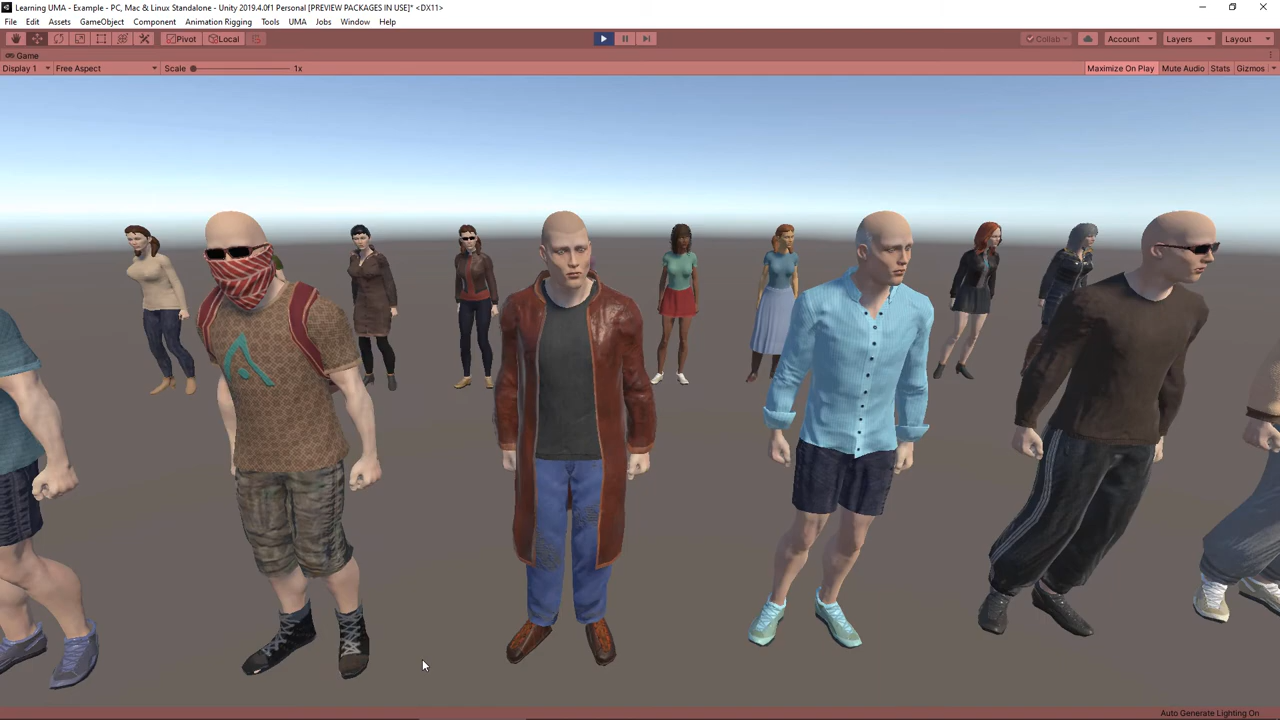 Learning UMA - Example - PC, Mac & Linux Standalone - Unity 2019.4.0f1 Personal [PREVIEW PACKAGES IN USE]* <DX11>
File Edit Assets GameObject Component Animation Rigging Tools UMA Jobs Window Help
Pivot Local Collab Account Layers Layout
Game
Display 1 Free Aspect Scale 1x Maximize On Play Mute Audio Stats Gizmos
Auto Generate Lighting On